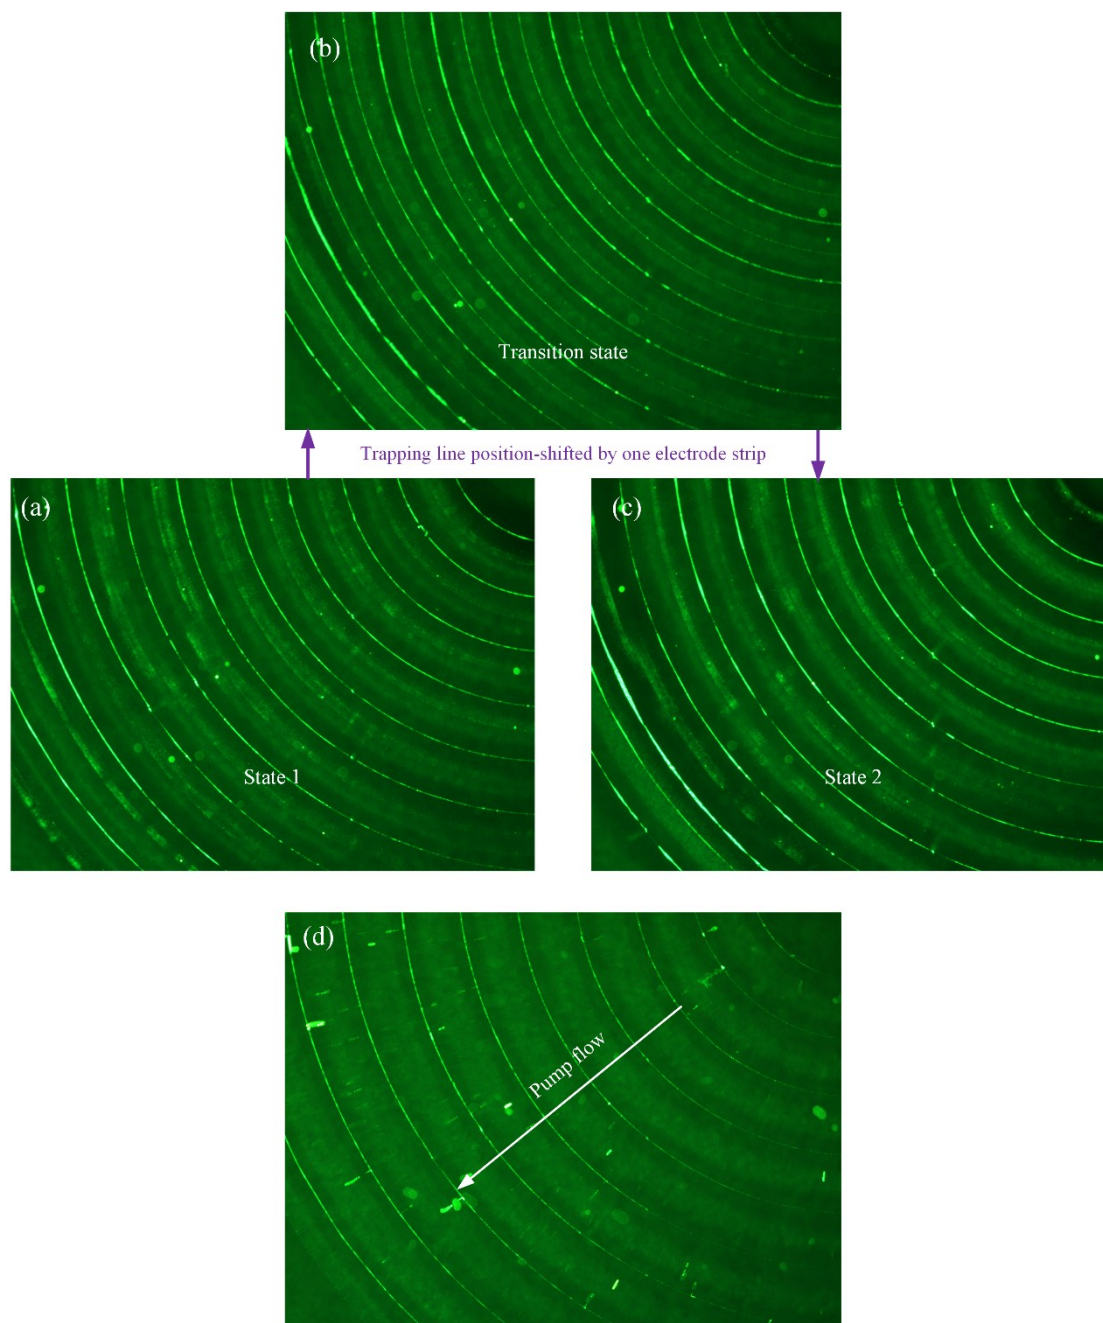 (b)
Transition state
Trapping line position-shifted by one electrode strip
(a)
State 1
(c)
State 2
(d)
Pump flow